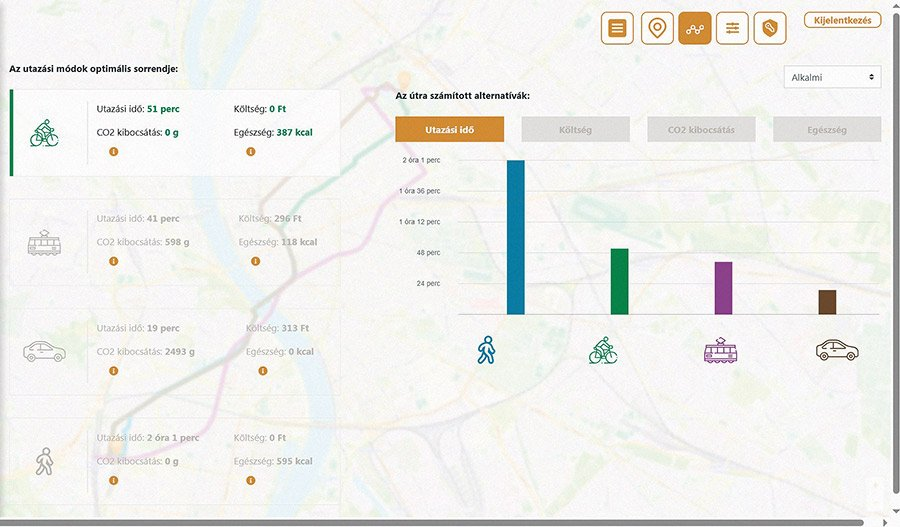 Kijelentkezés
Az utazási módok optimális sorrendje:
Utazási idő: 51 perc
Költség: 0 Ft
CO2 kibocsátás: 0 g
Egészség: 387 kcal
Utazási idő: 41 perc
Költség: 296 Ft
CO2 kibocsátás: 598 g
Egészség: 118 kcal
Utazási idő: 19 perc
Költség: 313 Ft
CO2 kibocsátás: 2493 g
Egészség: 0 kcal
Utazási idő: 2 óra 1 perc
Költség: 0 Ft
CO2 kibocsátás: 0 g
Egészség: 595 kcal
Alkalmi
Az útra számított alternatívák:
Utazási idő
Költség
CO2 kibocsátás
Egészség
2 óra 1 perc
1 óra 36 perc
1 óra 12 perc
48 perc
24 perc